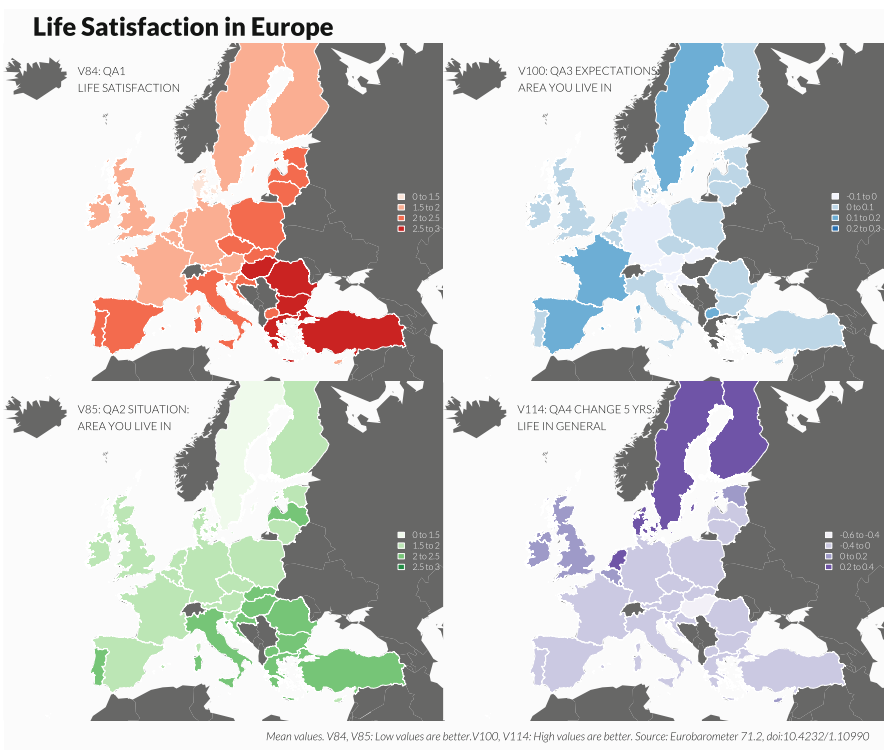 Life Satisfaction in Europe
V84: QA1
LIFE SATISFACTION
0 to 1.5
1.5 to 2
2 to 2.5
2.5 to 3
V100: QA3 EXPECTATIONS:
AREA YOU LIVE IN
-0.1 to 0
0 to 0.1
0.1 to 0.2
0.2 to 0.3
V85: QA2 SITUATION:
AREA YOU LIVE IN
0 to 1.5
1.5 to 2
2 to 2.5
2.5 to 3
V114: QA4 CHANGE 5 YRS:
LIFE IN GENERAL
-0.6 to -0.4
-0.4 to 0
0 to 0.2
0.2 to 0.4
Mean values. V84, V85: Low values are better.V100, V114: High values are better. Source: Eurobarometer 71.2, doi:10.4232/1.10990